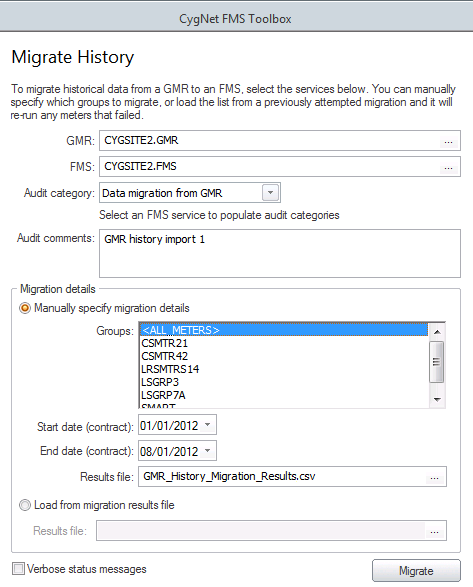 CygNet FMS Toolbox
Migrate History
To migrate historical data from a GMR to an FMS, select the services below. You can manually
specify which groups to migrate, or load the list from a previously attempted migration and it will
re-run any meters that failed.
GMR: CYGSITE2.GMR ...
FMS: CYGSITE2.FMS ...
Audit category: Data migration from GMR
Select an FMS service to populate audit categories
Audit comments: GMR history import 1
Migration details
Manually specify migration details
Groups: <ALL_METERS>
CSMTR21
CSMTR42
LRSMTRS14
LSGRP3
LSGRP7A
SMART
Start date (contract): 01/01/2012
End date (contract): 08/01/2012
Results file: GMR_History_Migration_Results.csv ...
Load from migration results file
Results file: ...
Verbose status messages
Migrate